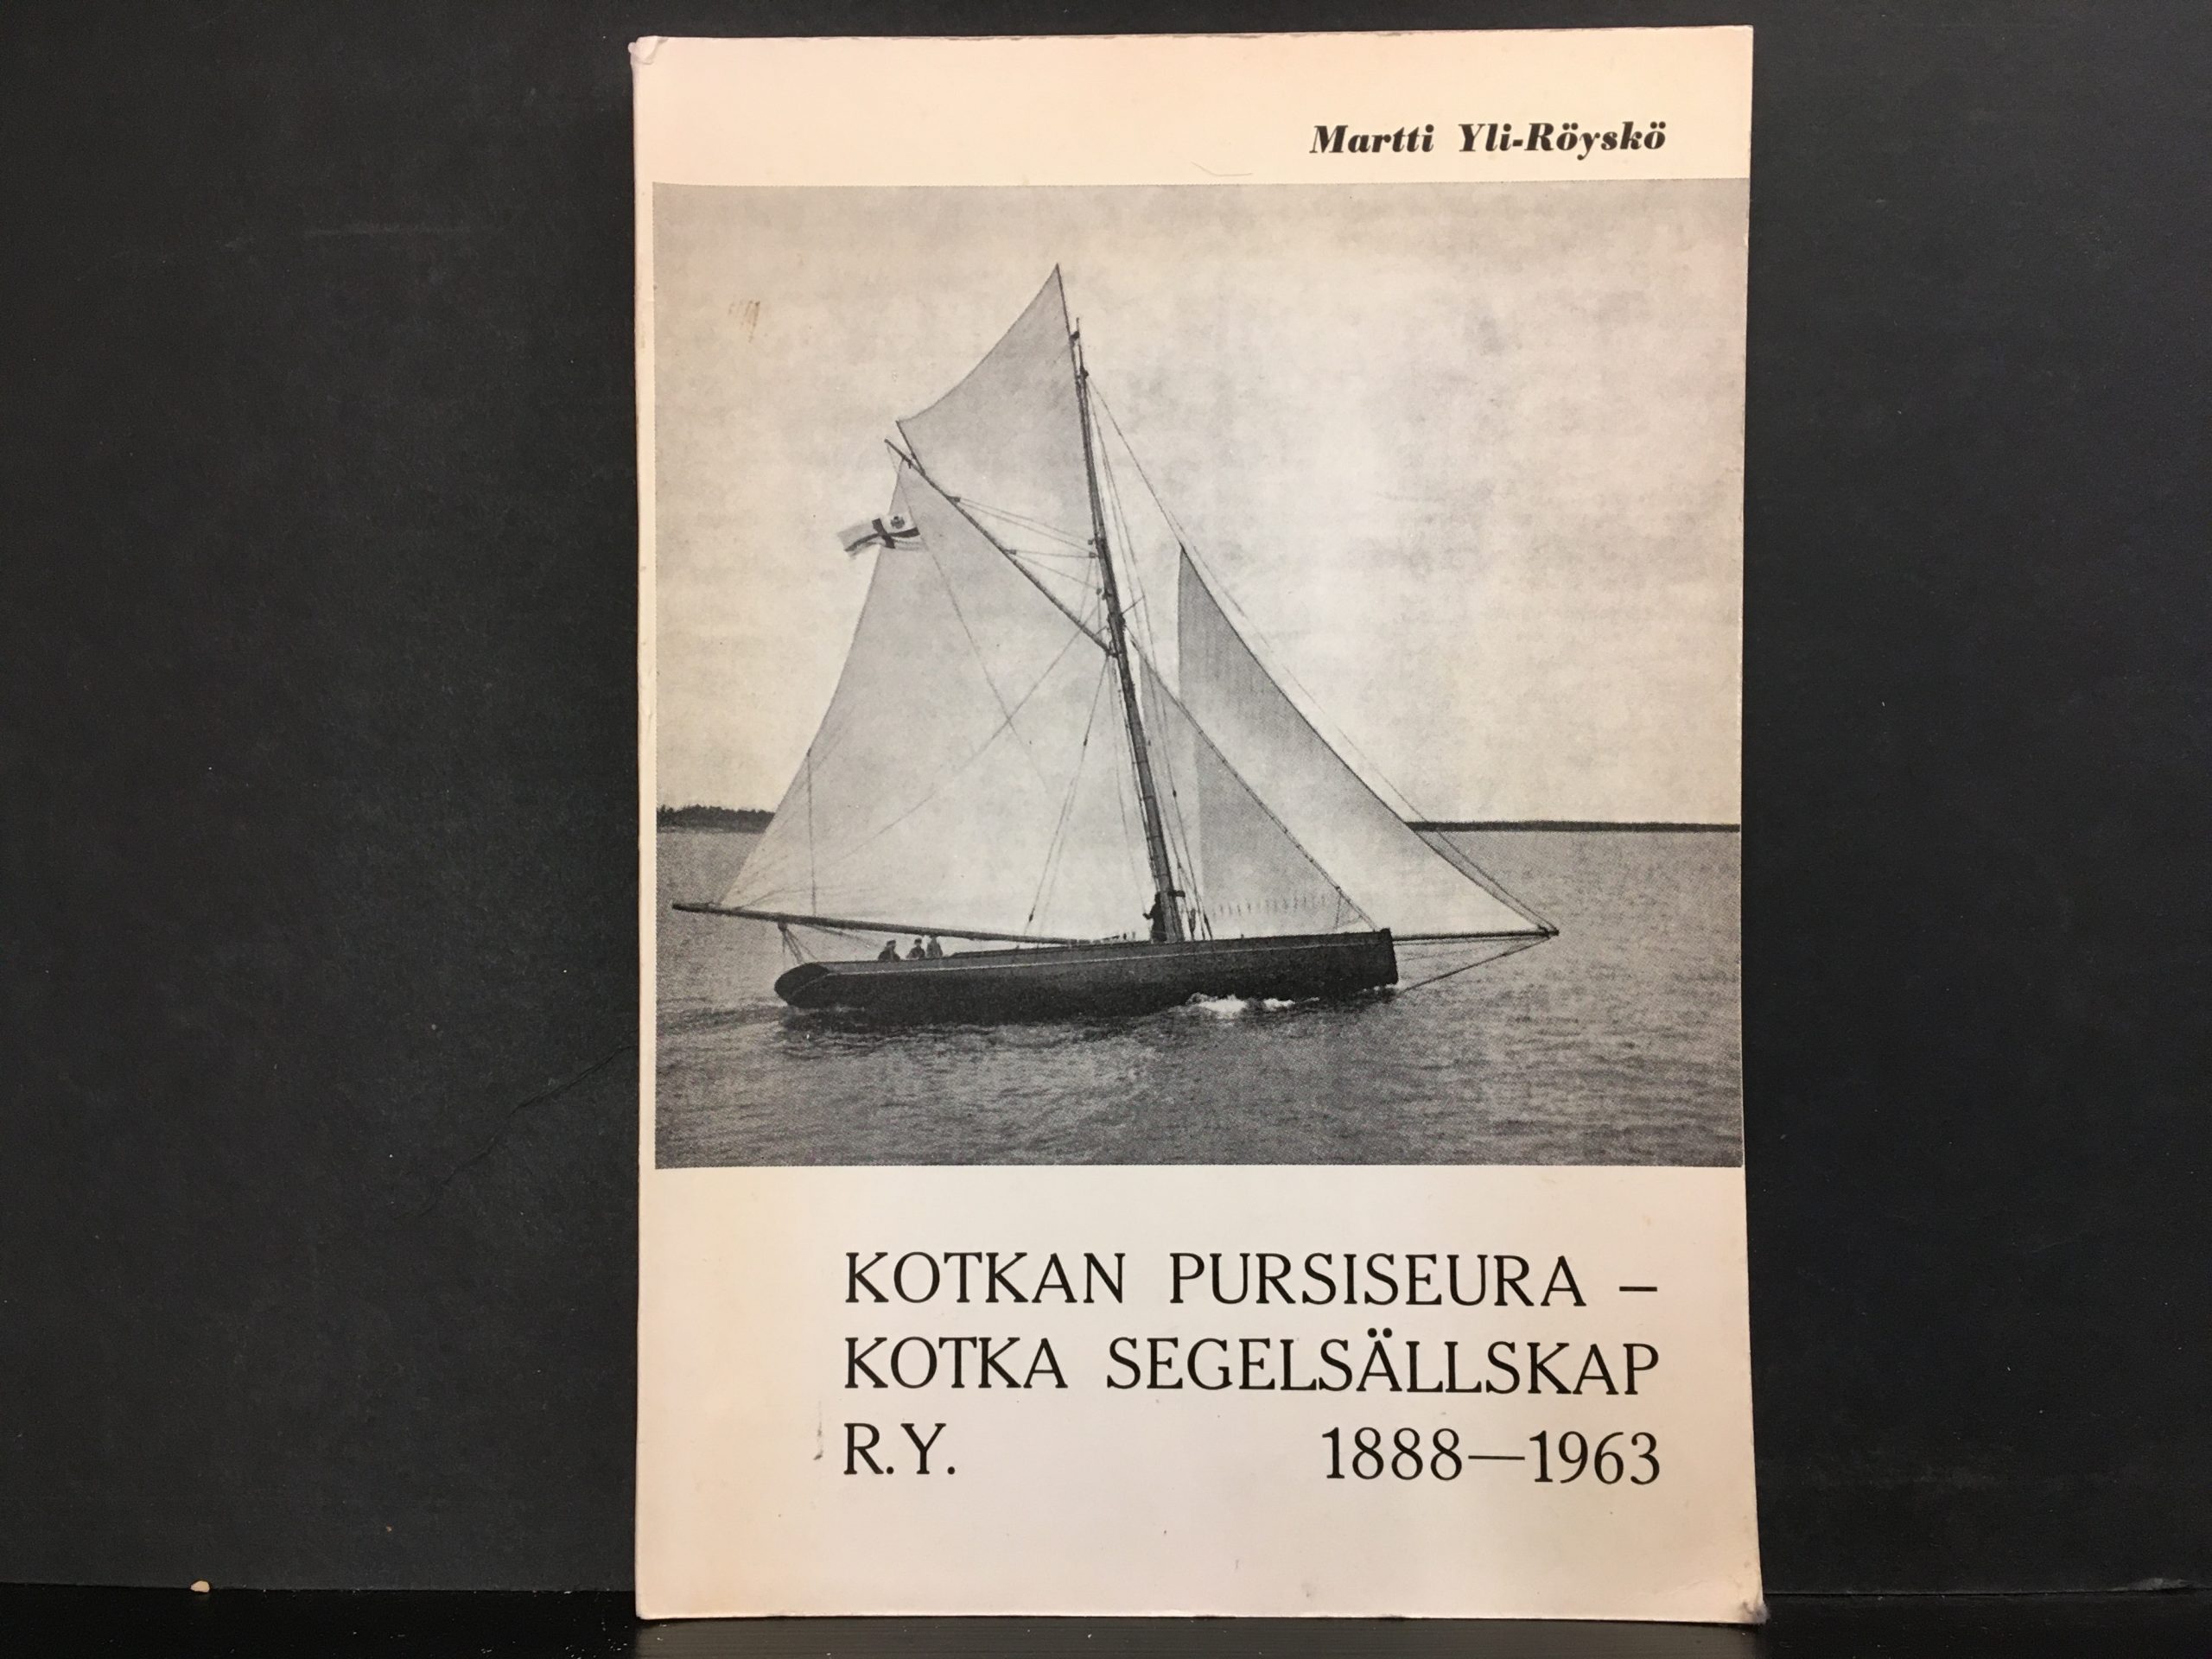 Martti Yli-Röyskö
KOTKAN PURSISEURA –
KOTKA SEGELSÄLLSKAP
R.Y. 1888—1963